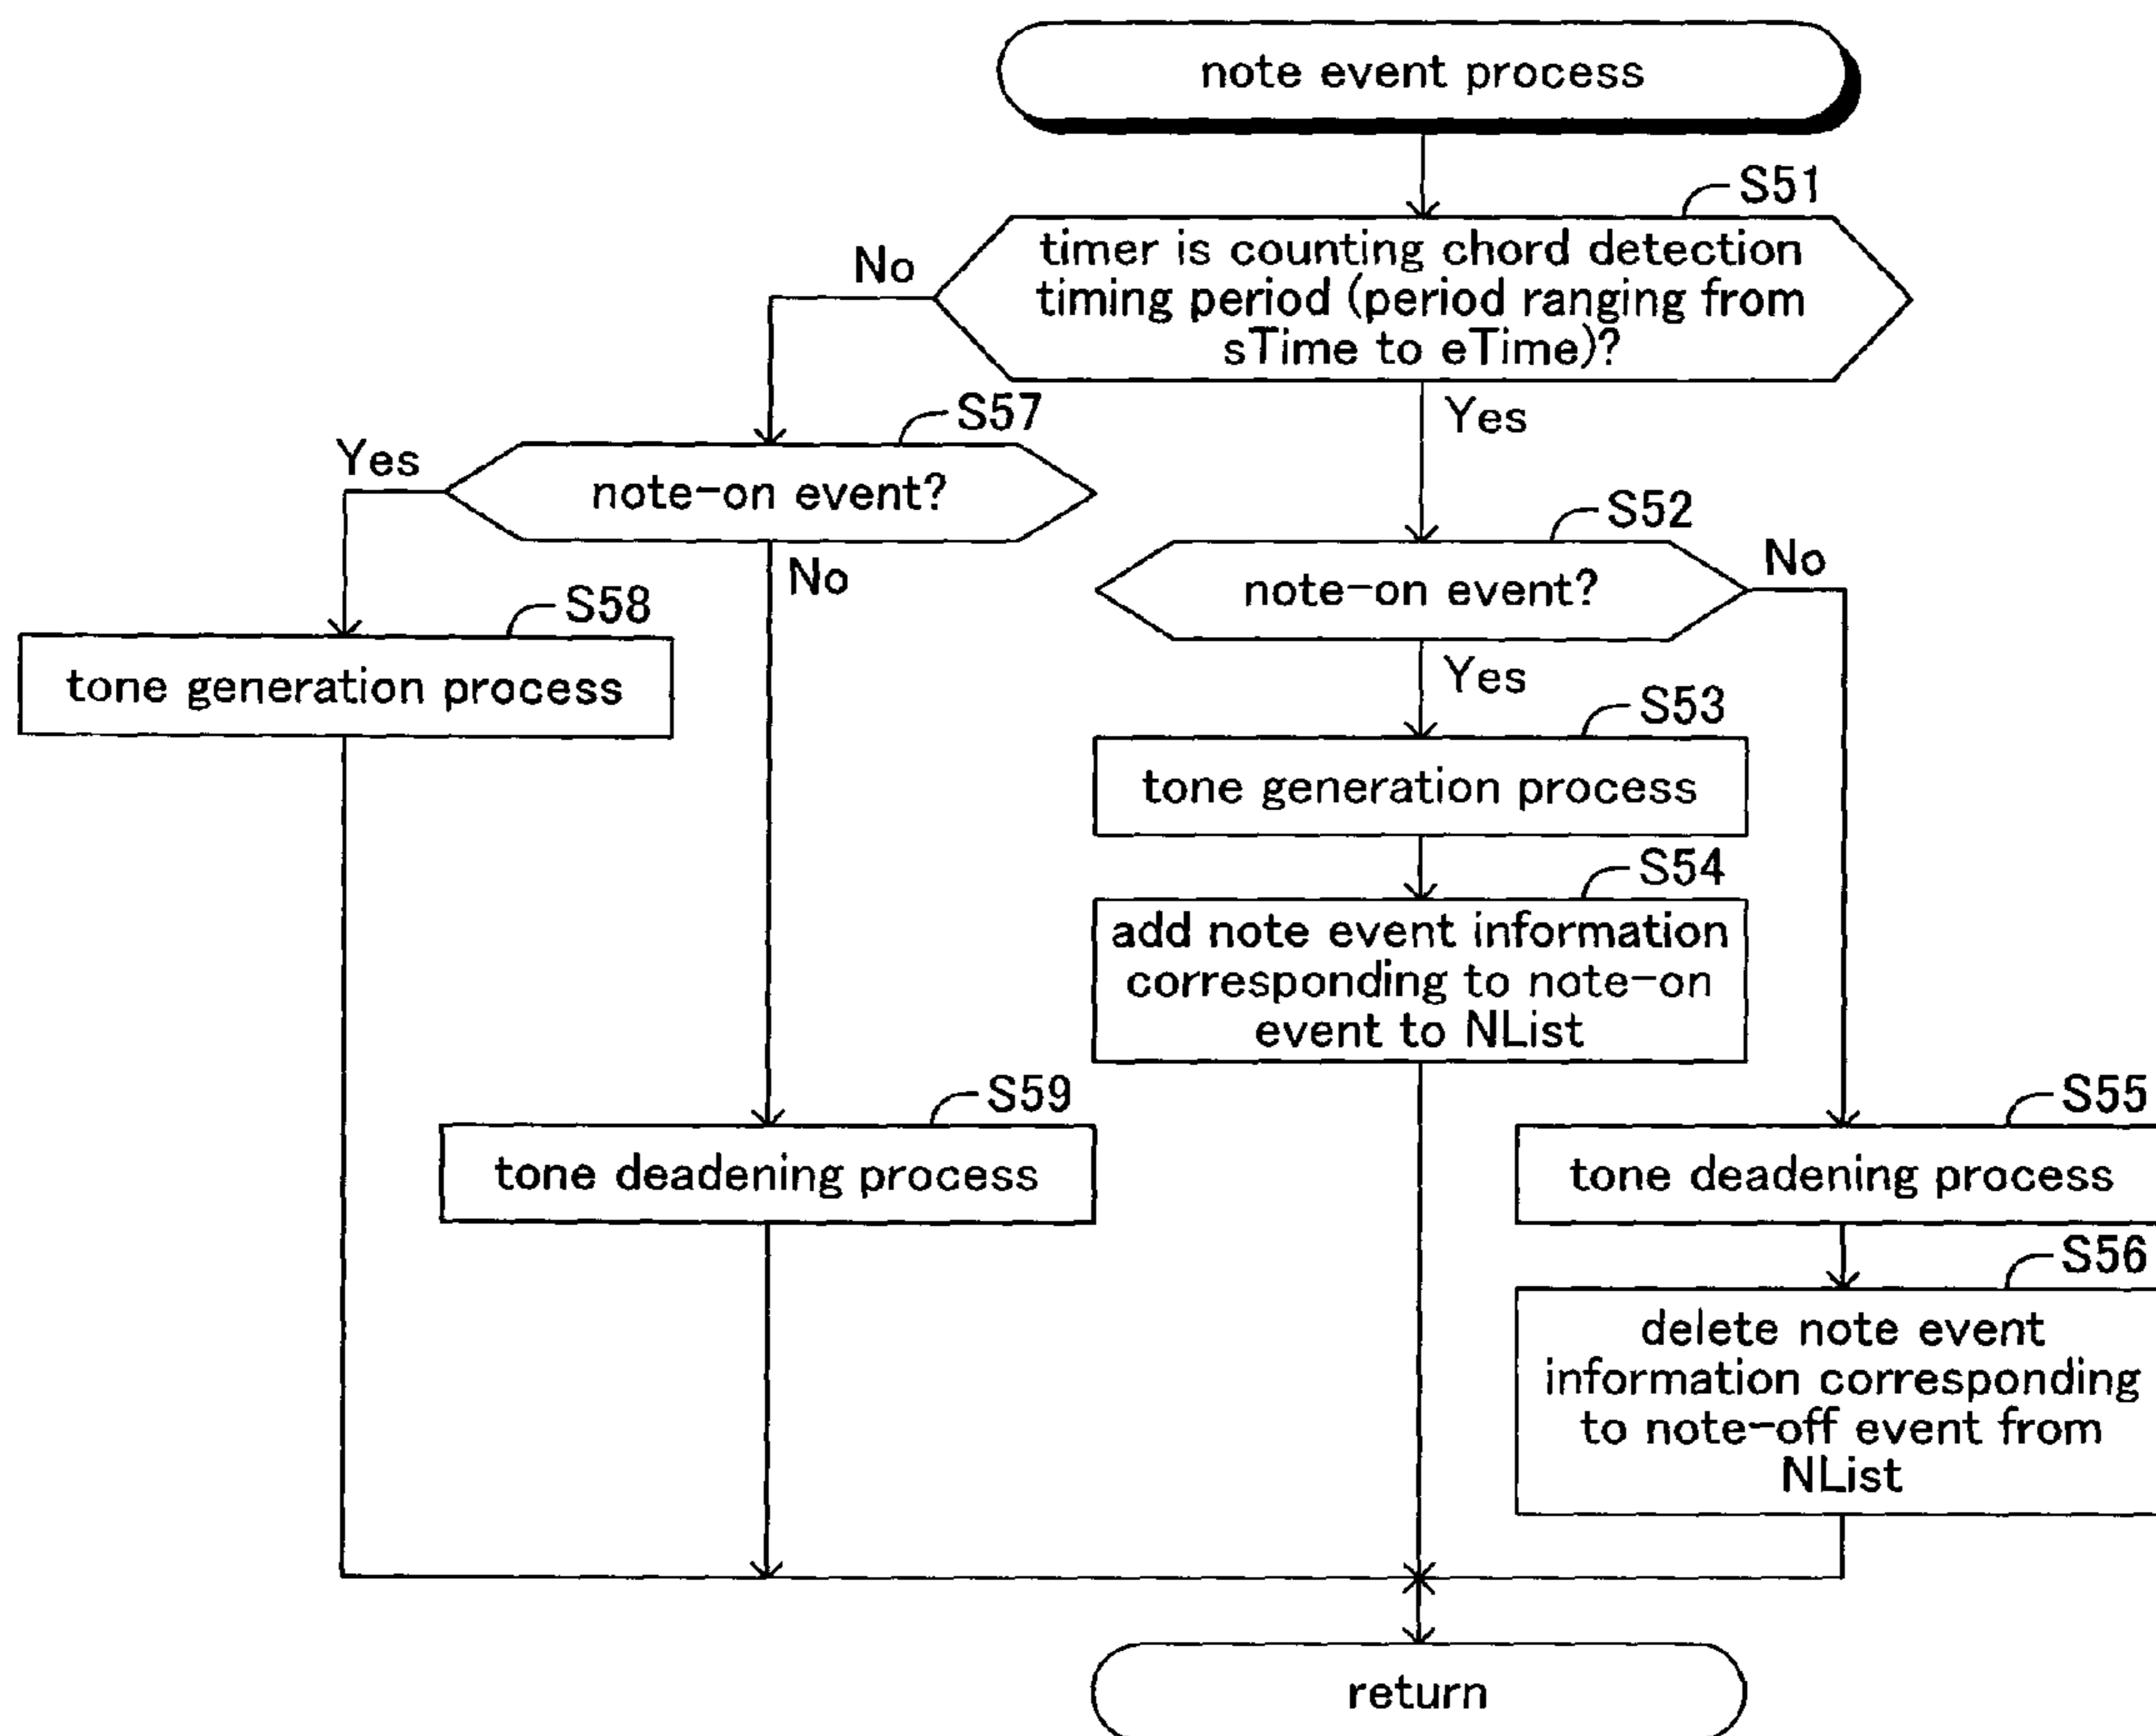 note event process
S51
timer is counting chord detection
timing period (period ranging from
sTime to eTime)?
No
Yes
S57
note-on event?
Yes
No
S52
note-on event?
No
Yes
S58
tone generation process
S53
tone generation process
S54
add note event information
corresponding to note-on
event to NList
S59
tone deadening process
S55
tone deadening process
S56
delete note event
information corresponding
to note-off event from
NList
return